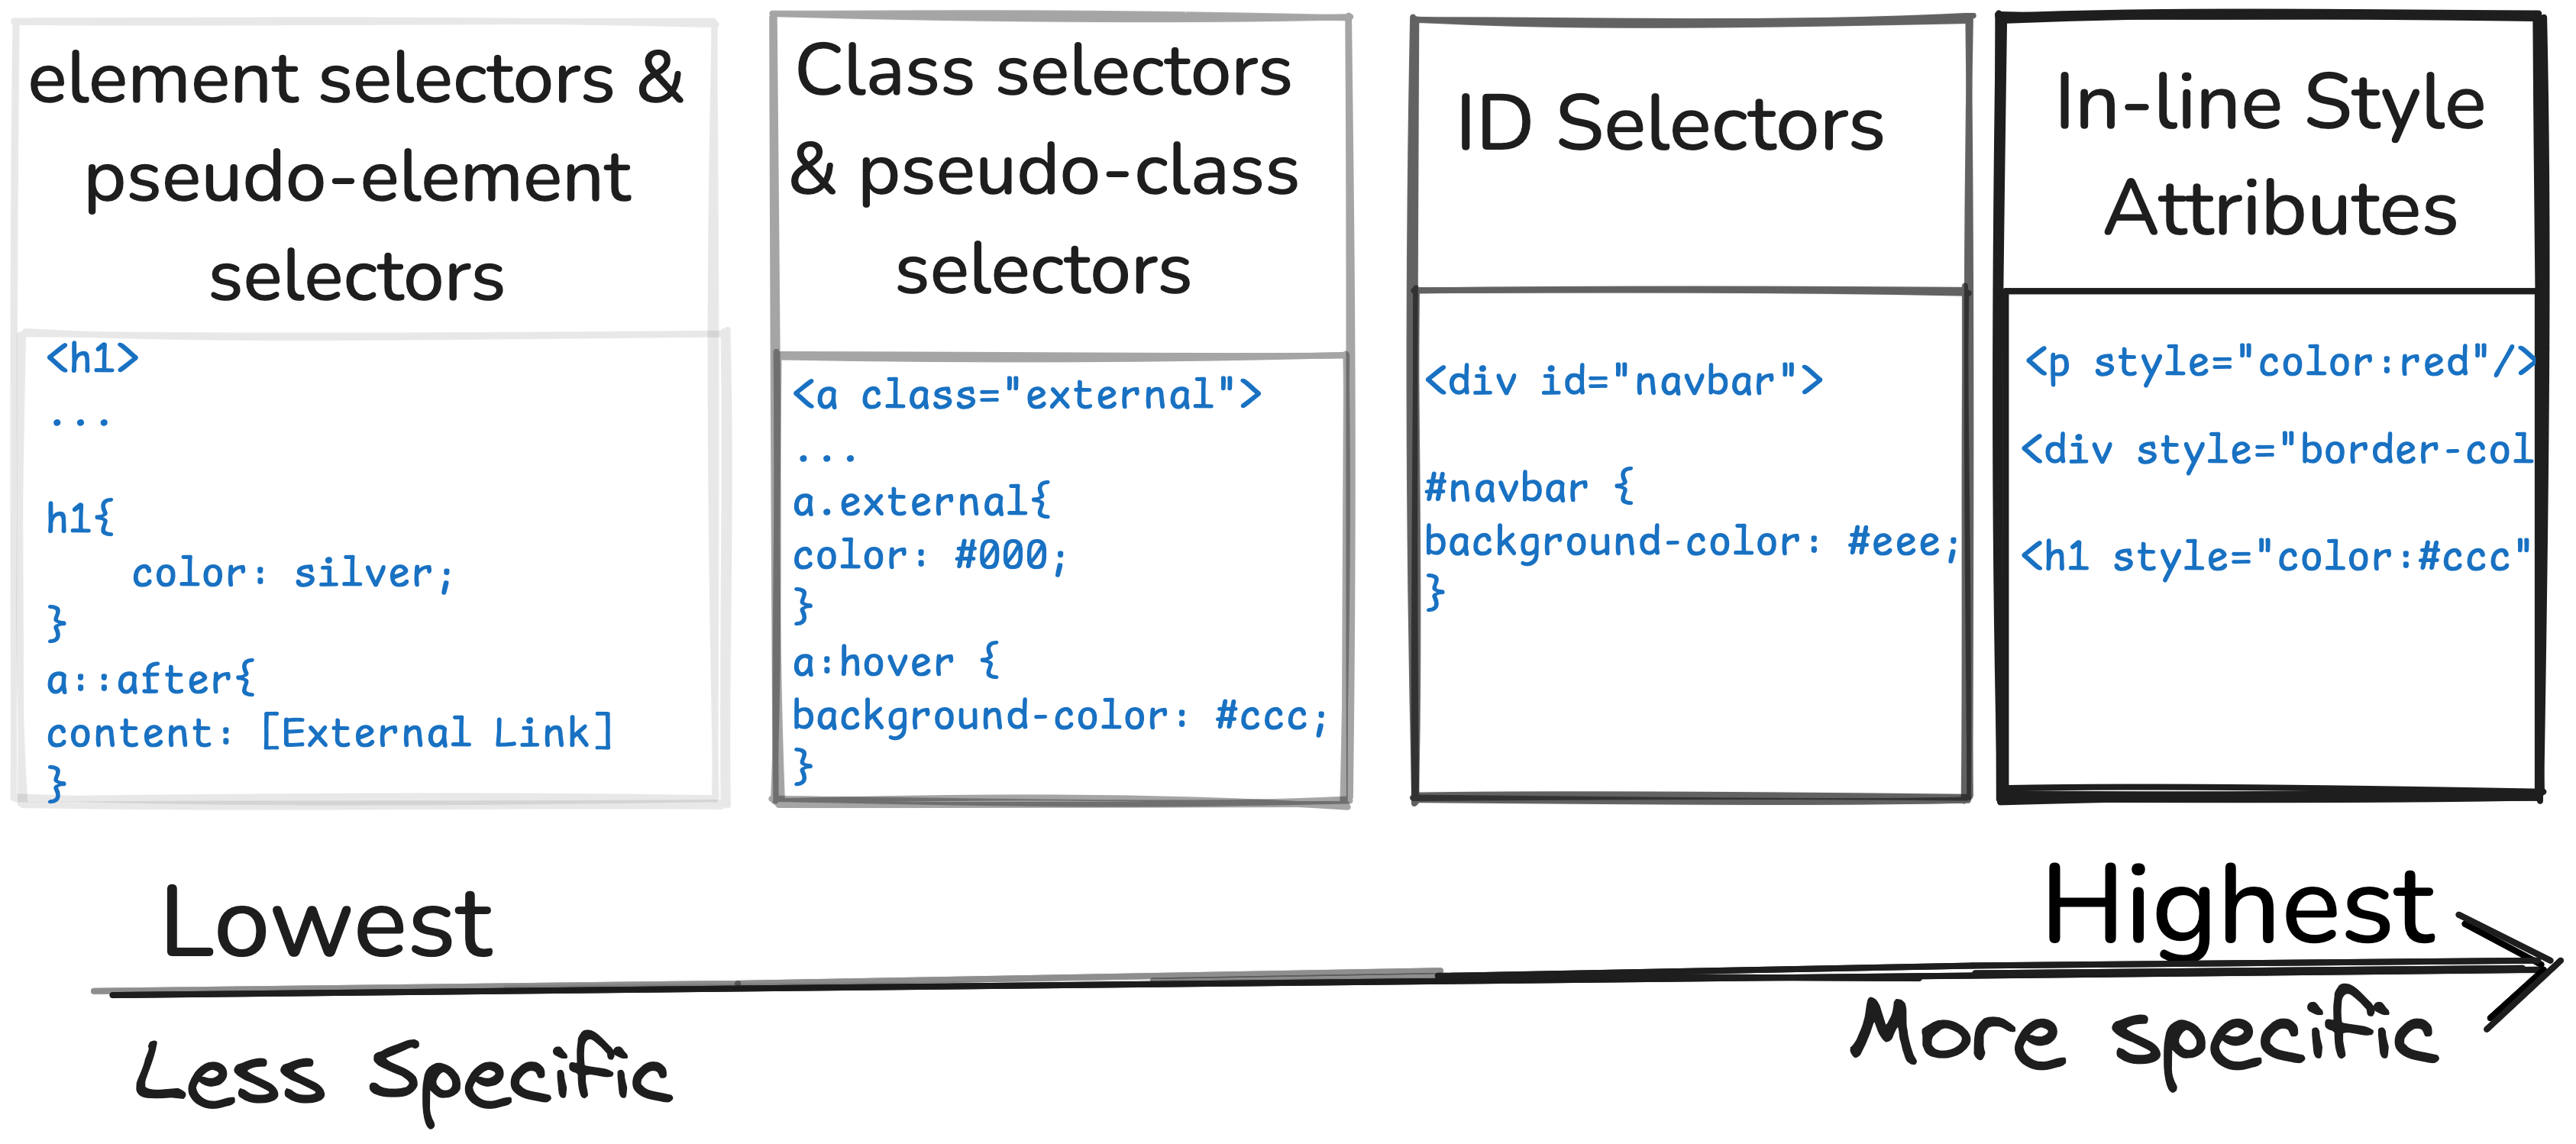 element selectors &
pseudo-element
selectors
<h1>
...
h1{
    color: silver;
}
a::after{
content: [External Link]
}
Class selectors
& pseudo-class
selectors
<a class="external">
...
a.external{
color: #000;
}
a:hover {
background-color: #ccc;
}
ID Selectors
<div id="navbar">
#navbar {
background-color: #eee;
}
In-line Style
Attributes
<p style="color:red"/>
<div style="border-col
<h1 style="color:#ccc"
Lowest
Highest
Less Specific
More specific